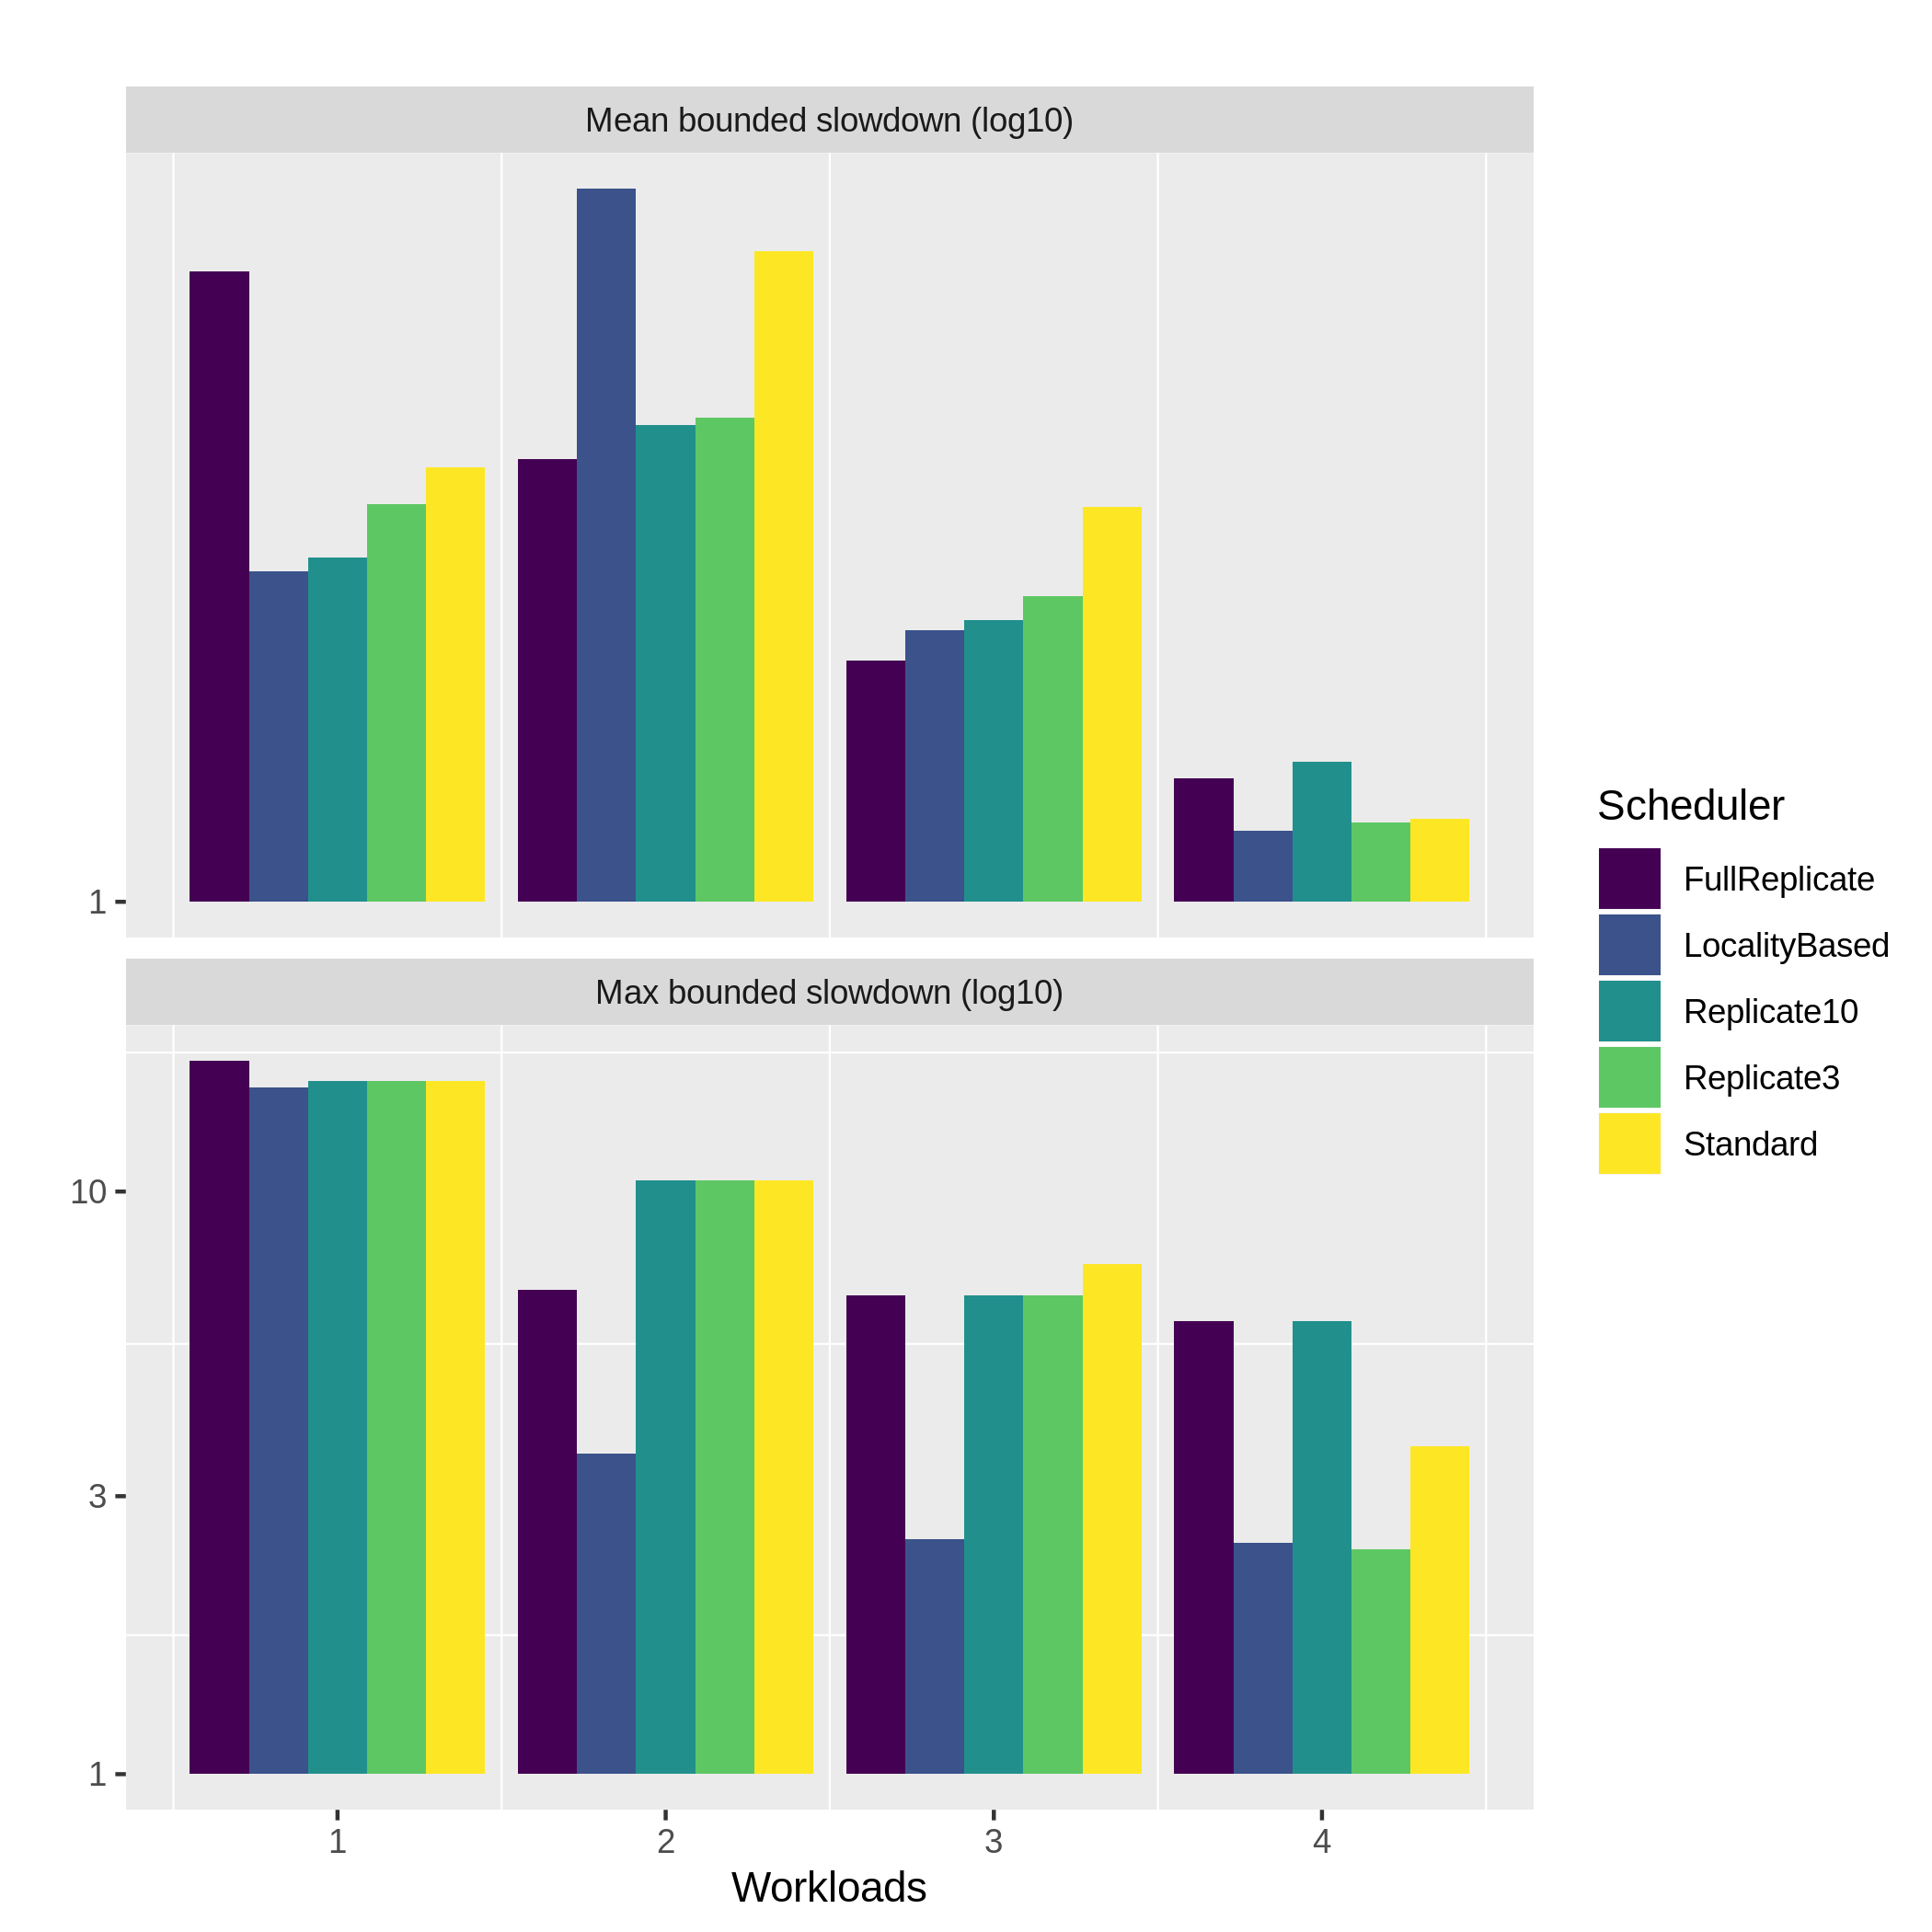 Mean bounded slowdown (log10)
1
Max bounded slowdown (log10)
10
3
1
1 2 3 4
Workloads
Scheduler
FullReplicate
LocalityBased
Replicate10
Replicate3
Standard